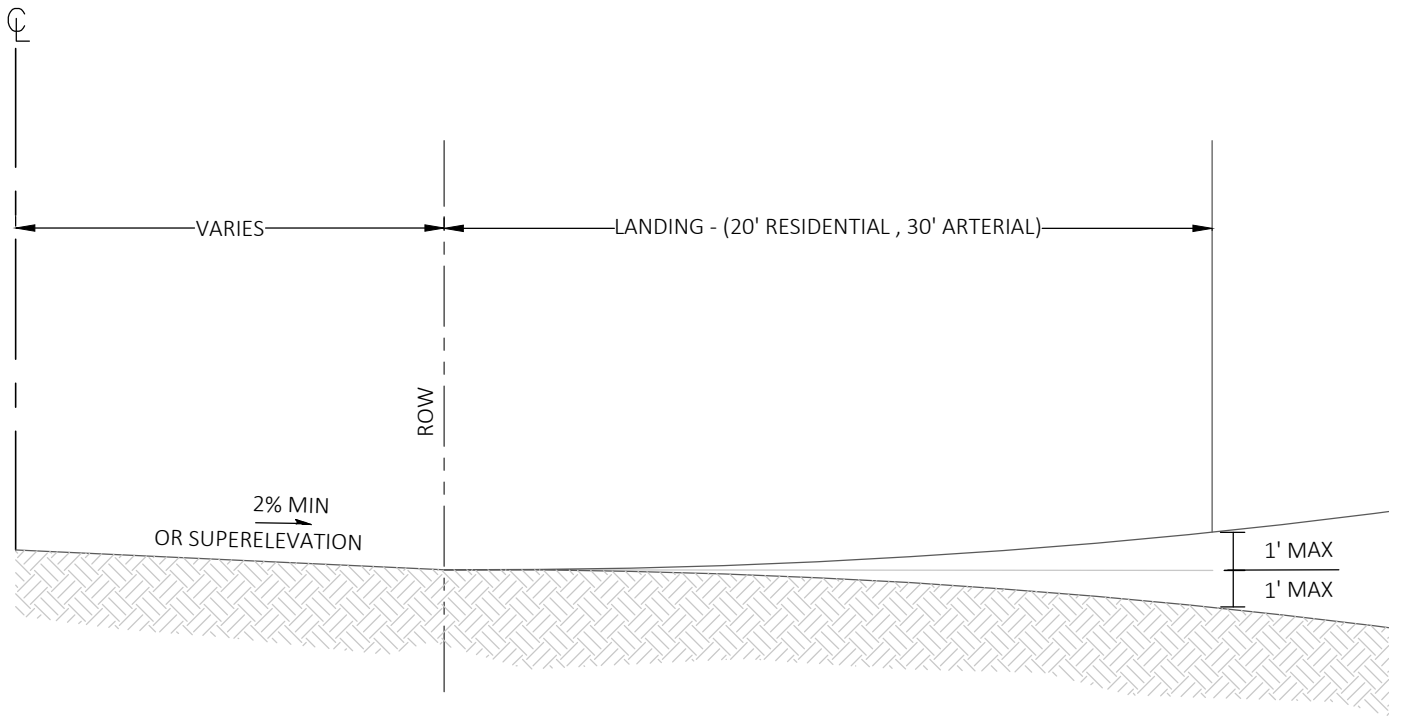 ℄
VARIES
LANDING - (20' RESIDENTIAL , 30' ARTERIAL)
ROW
2% MIN
OR SUPERELEVATION
1' MAX
1' MAX